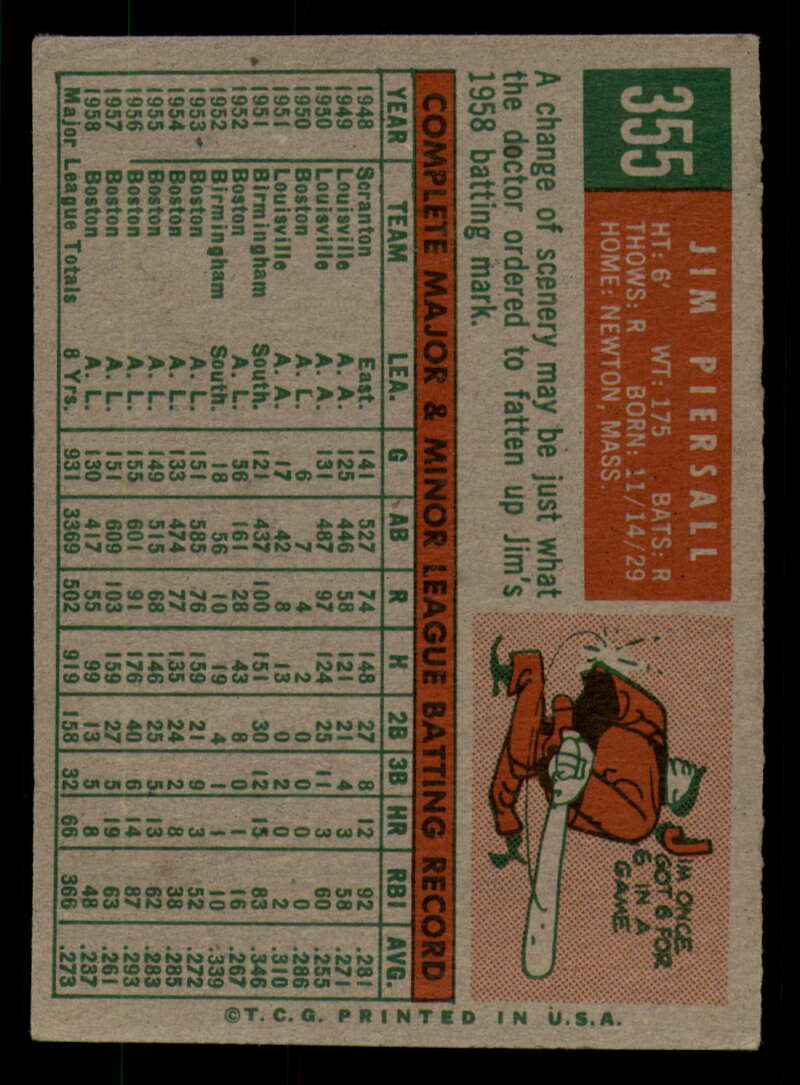 355
JIM PIERSALL
HT: 6' WT: 175 BATS: R
THOWS: R BORN: 11/14/29
HOME: NEWTON, MASS.
A change of scenery may be just what
the doctor ordered to fatten up Jim's
1958 batting mark.
JIM ONCE
GOT 6 FOR
6 IN A
GAME
COMPLETE MAJOR & MINOR LEAGUE BATTING RECORD
YEAR TEAM LEA. G AB R H 2B 3B HR RBI AVG.
1948 Scranton East. 141 527 74 148 27 8 12 92 .281
1949 Louisville A. A. 125 446 58 121 21 4 3 58 .271
1950 Louisville A. A. 131 487 97 124 25 11 3 60 .255
1950 Boston A. L. 6 7 4 2 0 0 0 0 .286
1951 Louisville A. A. 17 42 8 13 0 2 0 2 .310
1951 Birmingham South. 121 437 100 151 30 12 15 83 .346
1952 Boston A. L. 56 161 28 43 8 0 1 16 .267
1952 Birmingham South. 18 56 10 19 4 1 1 10 .339
1953 Boston A. L. 151 585 76 159 21 9 3 52 .272
1954 Boston A. L. 133 474 77 135 24 2 8 38 .285
1955 Boston A. L. 149 515 68 146 25 5 13 62 .283
1956 Boston A. L. 155 601 91 176 40 6 14 87 .293
1957 Boston A. L. 151 609 103 159 27 5 19 63 .261
1958 Boston A. L. 130 417 55 99 13 5 8 48 .237
Major League Totals 8 Yrs. 931 3369 502 919 158 32 66 366 .273
©T.C.G. PRINTED IN U.S.A.